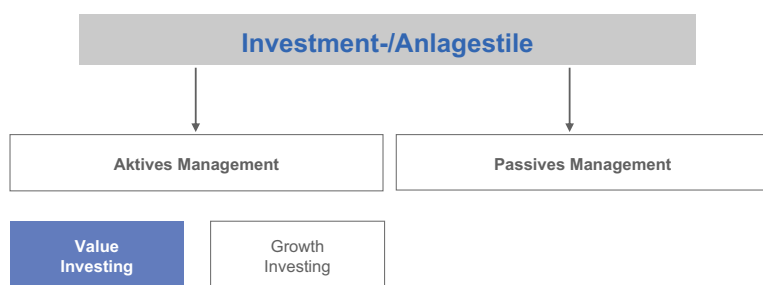 Investment-/Anlagestile
Aktives Management
Passives Management
Value
Investing
Growth
Investing